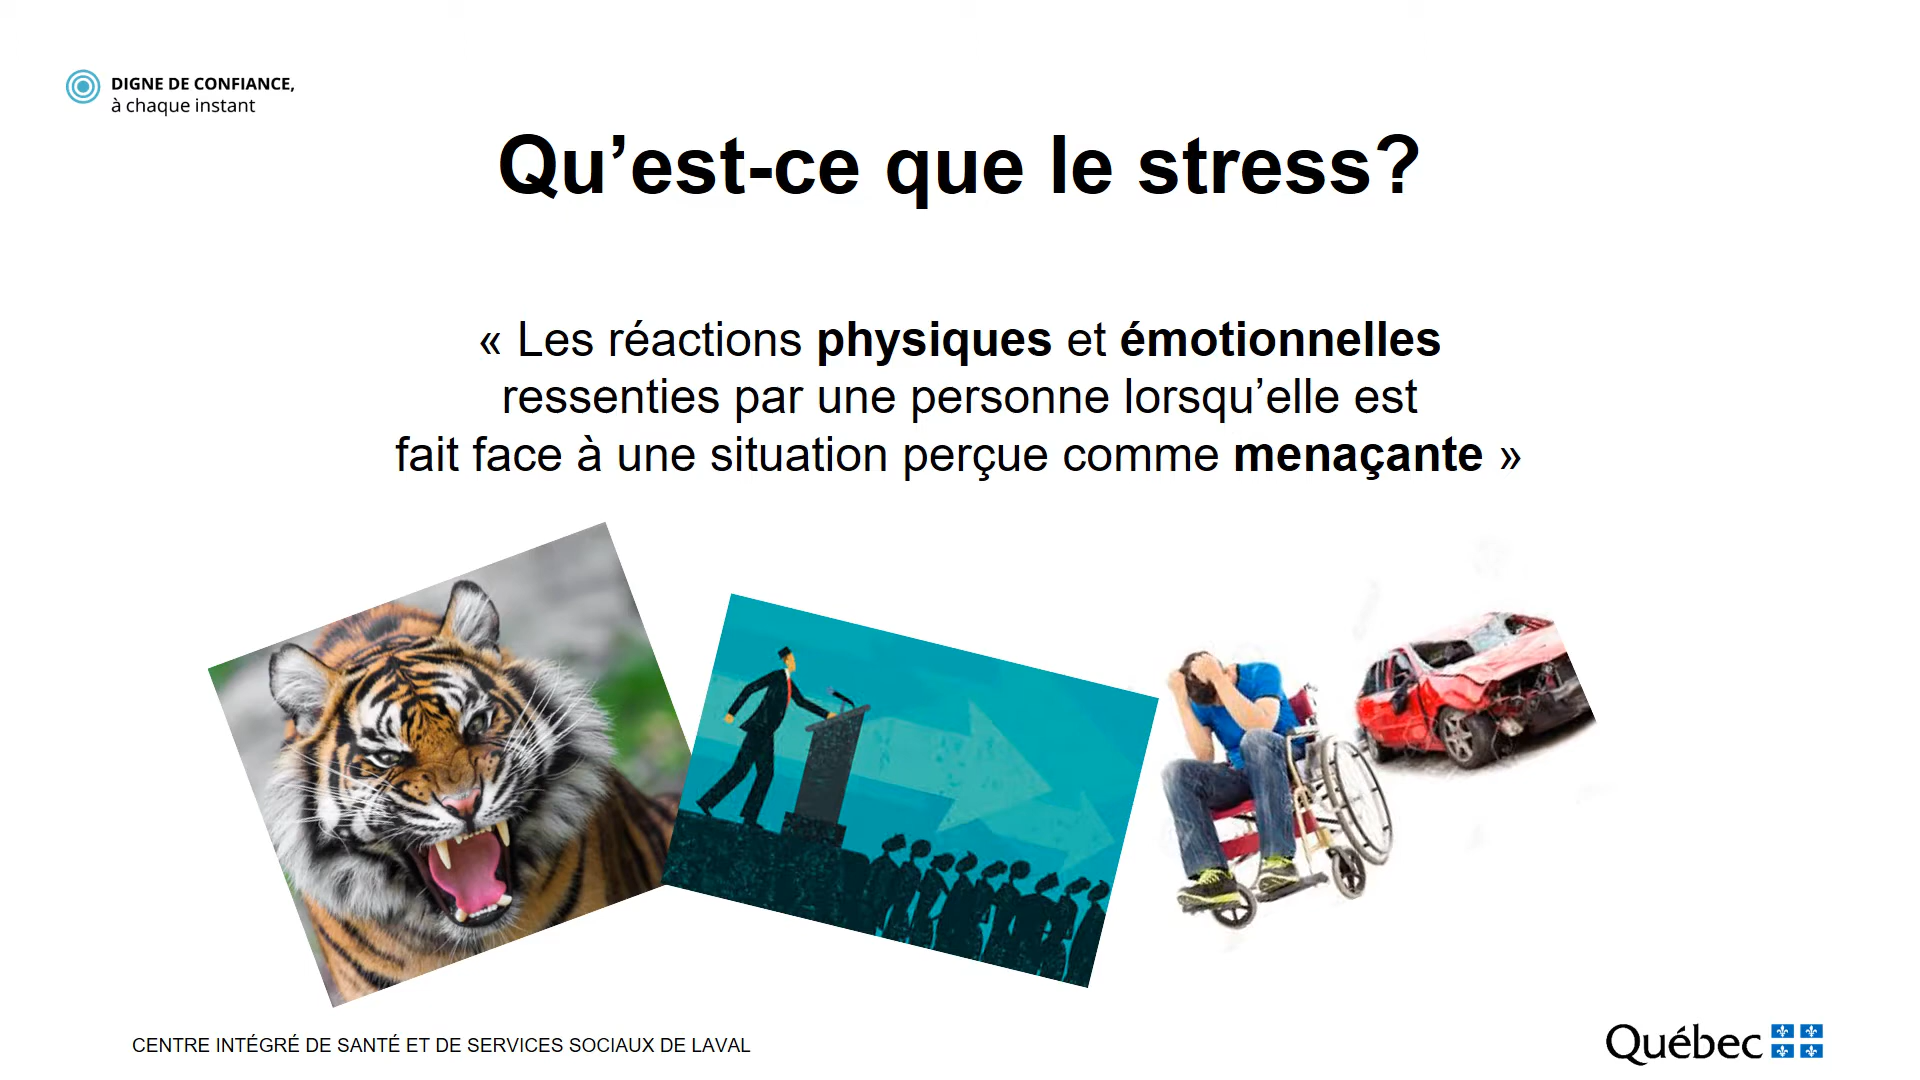 DIGNE DE CONFIANCE,
à chaque instant
Qu’est-ce que le stress?
« Les réactions physiques et émotionnelles
ressenties par une personne lorsqu’elle est
fait face à une situation perçue comme menaçante »
CENTRE INTÉGRÉ DE SANTÉ ET DE SERVICES SOCIAUX DE LAVAL
Québec